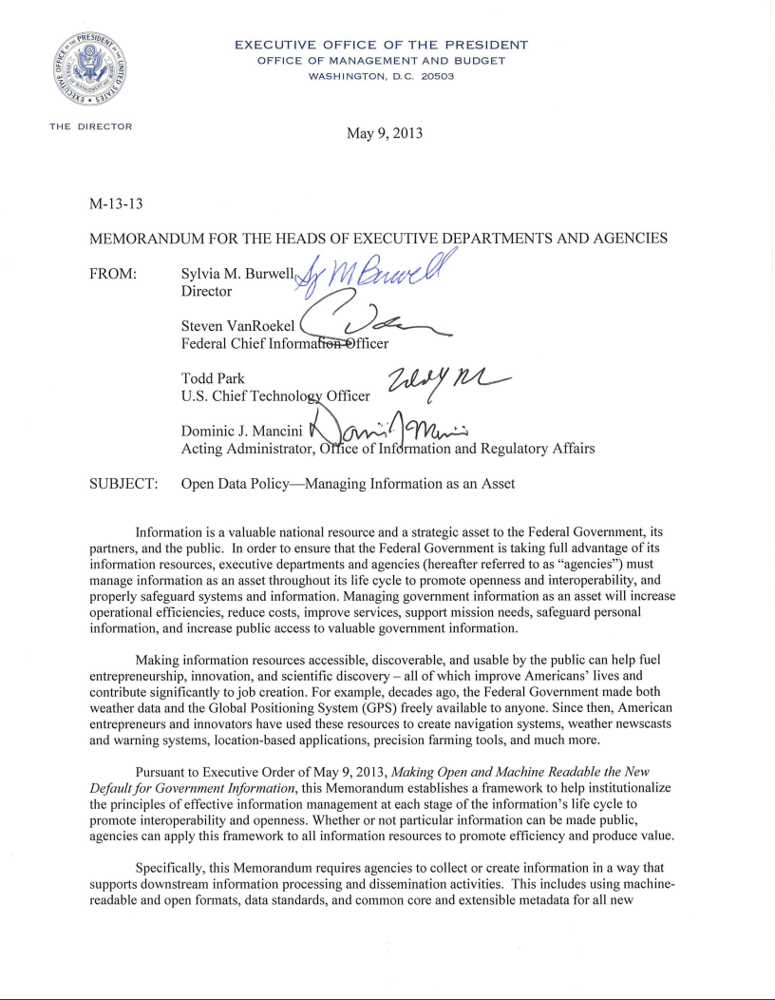 EXECUTIVE OFFICE OF THE PRESIDENT
OFFICE OF MANAGEMENT AND BUDGET
WASHINGTON, D.C. 20503
THE DIRECTOR
May 9, 2013
M-13-13
MEMORANDUM FOR THE HEADS OF EXECUTIVE DEPARTMENTS AND AGENCIES
FROM: Sylvia M. Burwell
Director
Steven VanRoekel
Federal Chief Information Officer
Todd Park
U.S. Chief Technology Officer
Dominic J. Mancini
Acting Administrator, Office of Information and Regulatory Affairs
SUBJECT: Open Data Policy—Managing Information as an Asset
Information is a valuable national resource and a strategic asset to the Federal Government, its
partners, and the public. In order to ensure that the Federal Government is taking full advantage of its
information resources, executive departments and agencies (hereafter referred to as “agencies”) must
manage information as an asset throughout its life cycle to promote openness and interoperability, and
properly safeguard systems and information. Managing government information as an asset will increase
operational efficiencies, reduce costs, improve services, support mission needs, safeguard personal
information, and increase public access to valuable government information.
Making information resources accessible, discoverable, and usable by the public can help fuel
entrepreneurship, innovation, and scientific discovery – all of which improve Americans’ lives and
contribute significantly to job creation. For example, decades ago, the Federal Government made both
weather data and the Global Positioning System (GPS) freely available to anyone. Since then, American
entrepreneurs and innovators have used these resources to create navigation systems, weather newscasts
and warning systems, location-based applications, precision farming tools, and much more.
Pursuant to Executive Order of May 9, 2013, Making Open and Machine Readable the New
Default for Government Information, this Memorandum establishes a framework to help institutionalize
the principles of effective information management at each stage of the information’s life cycle to
promote interoperability and openness. Whether or not particular information can be made public,
agencies can apply this framework to all information resources to promote efficiency and produce value.
Specifically, this Memorandum requires agencies to collect or create information in a way that
supports downstream information processing and dissemination activities. This includes using machine-
readable and open formats, data standards, and common core and extensible metadata for all new